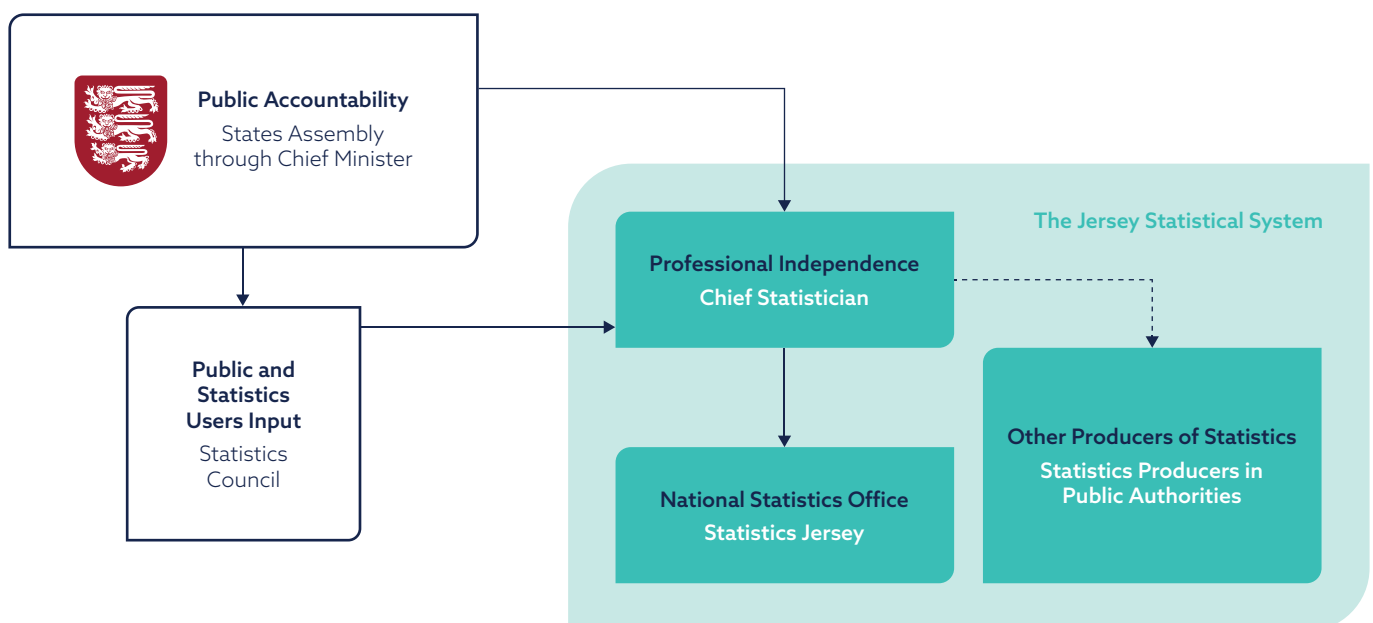 Public Accountability
States Assembly
through Chief Minister
The Jersey Statistical System
Professional Independence
Chief Statistician
Public and
Statistics
Users Input
Statistics
Council
National Statistics Office
Statistics Jersey
Other Producers of Statistics
Statistics Producers in
Public Authorities